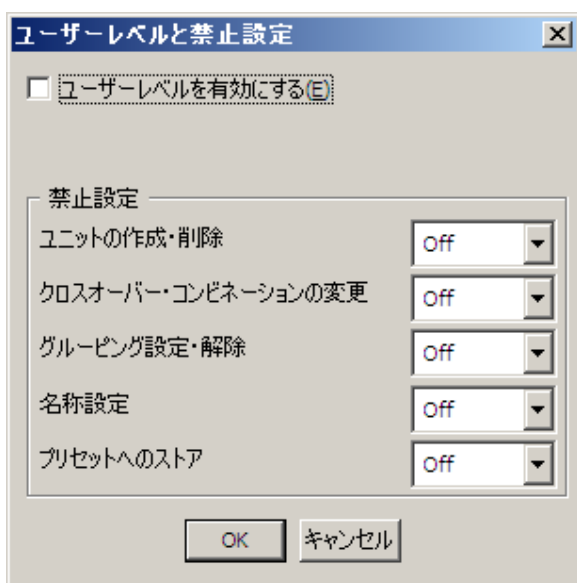 ユーザーレベルと禁止設定
ユーザーレベルを有効にする(E)
禁止設定
ユニットの作成・削除 Off
クロスオーバー・コンビネーションの変更 Off
グルーピング設定・解除 Off
名称設定 Off
プリセットへのストア Off
OK キャンセル